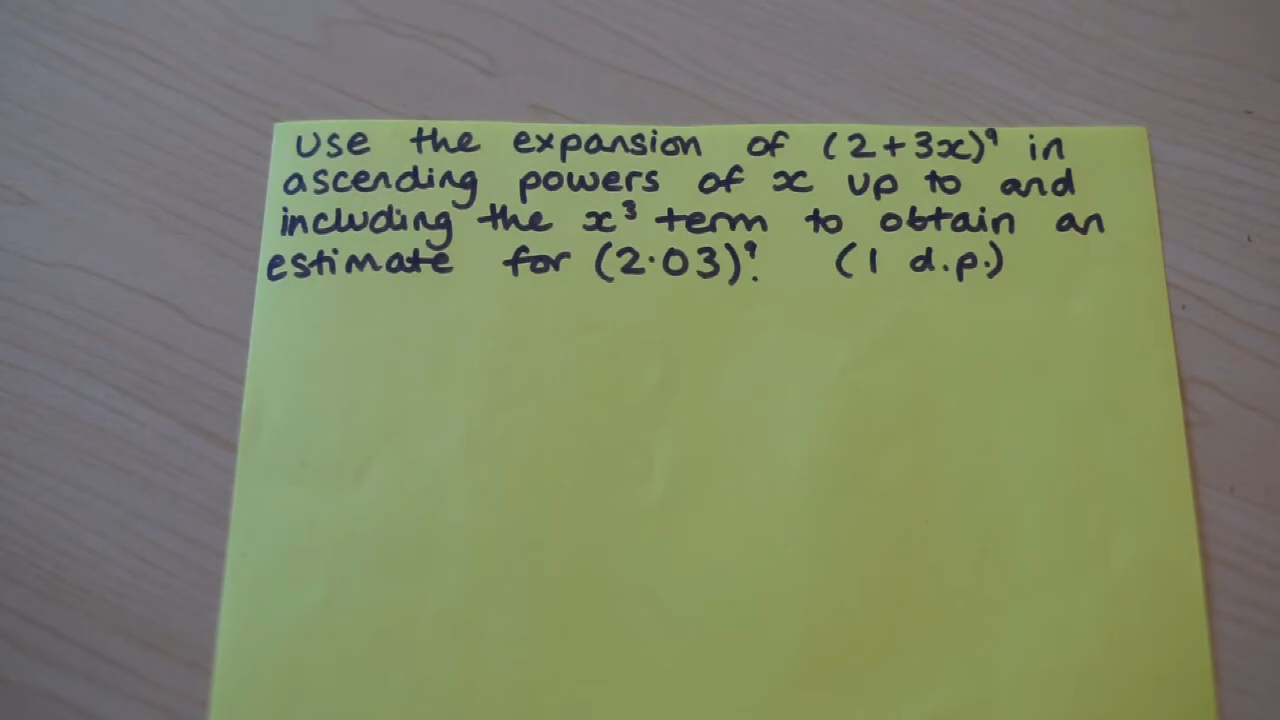 Use the expansion of (2+3x)⁹ in
ascending powers of x up to and
including the x³ term to obtain an
estimate for (2·03)⁹. (1 d.p.)